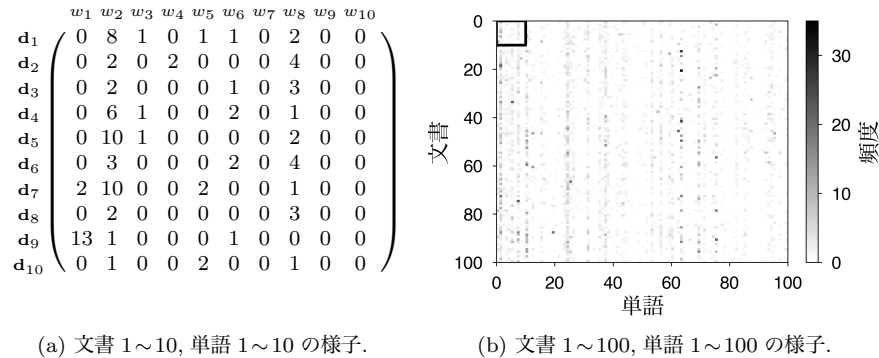 w1 w2 w3 w4 w5 w6 w7 w8 w9 w10
d1 0 8 1 0 1 1 0 2 0 0
d2 0 2 0 2 0 0 0 4 0 0
d3 0 2 0 0 0 1 0 3 0 0
d4 0 6 1 0 0 2 0 1 0 0
d5 0 10 1 0 0 0 0 2 0 0
d6 0 3 0 0 0 2 0 4 0 0
d7 2 10 0 0 2 0 0 1 0 0
d8 0 2 0 0 0 0 0 3 0 0
d9 13 1 0 0 0 1 0 0 0 0
d10 0 1 0 0 2 0 0 1 0 0
(a) 文書 1~10, 単語 1~10 の様子.
0
20
40
60
80
100
文書
0 20 40 60 80 100
単語
30
20
10
0
頻度
(b) 文書 1~100, 単語 1~100 の様子.